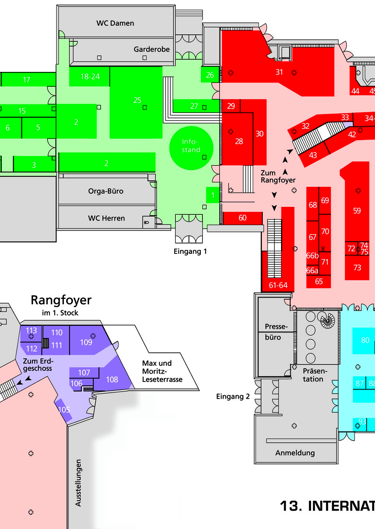 WC Damen
Garderobe
17
18-24
26
31
44
45
25
27
29
15
2
33
34-
32
42
6
5
Info-
stand
28
30
43
3
2
Zum
Rangfoyer
Orga-Büro
1
68
69
59
WC Herren
60
67
70
Eingang 1
66b
71
72
74
75
66a
73
61-64
65
Rangfoyer
im 1. Stock
Presse-
büro
113
110
109
112
111
80
Zum Erd-
geschoss
Max und
Moritz-
Leseterrasse
Präsen-
tation
107
106
108
87
88
105
Eingang 2
Anmeldung
Ausstellungen
13. INTERNAT